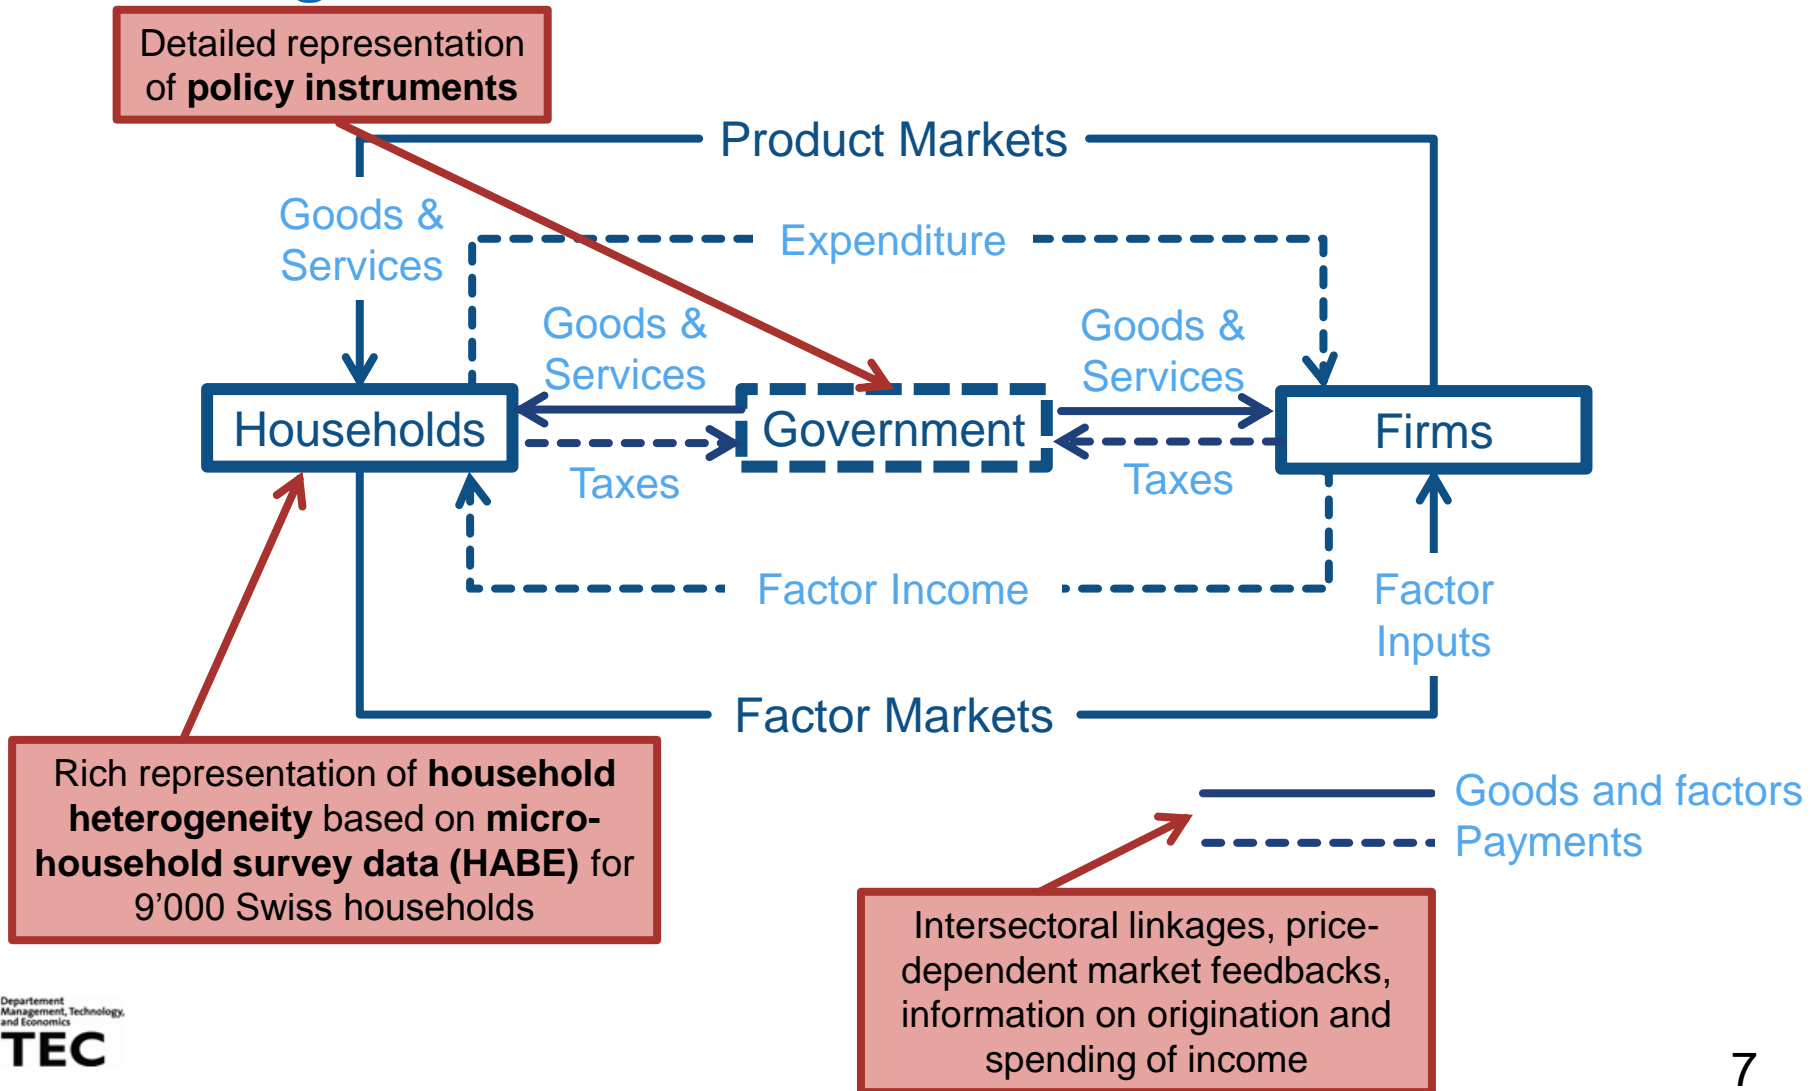 Detailed representation
of policy instruments
Product Markets
Goods &
Services
Expenditure
Goods &
Services
Goods &
Services
Households
Government
Firms
Taxes
Taxes
Factor Income
Factor
Inputs
Factor Markets
Rich representation of household
heterogeneity based on micro-
household survey data (HABE) for
9’000 Swiss households
Goods and factors
Payments
Intersectoral linkages, price-
dependent market feedbacks,
information on origination and
spending of income
Departement
Management, Technology,
and Economics
TEC
7